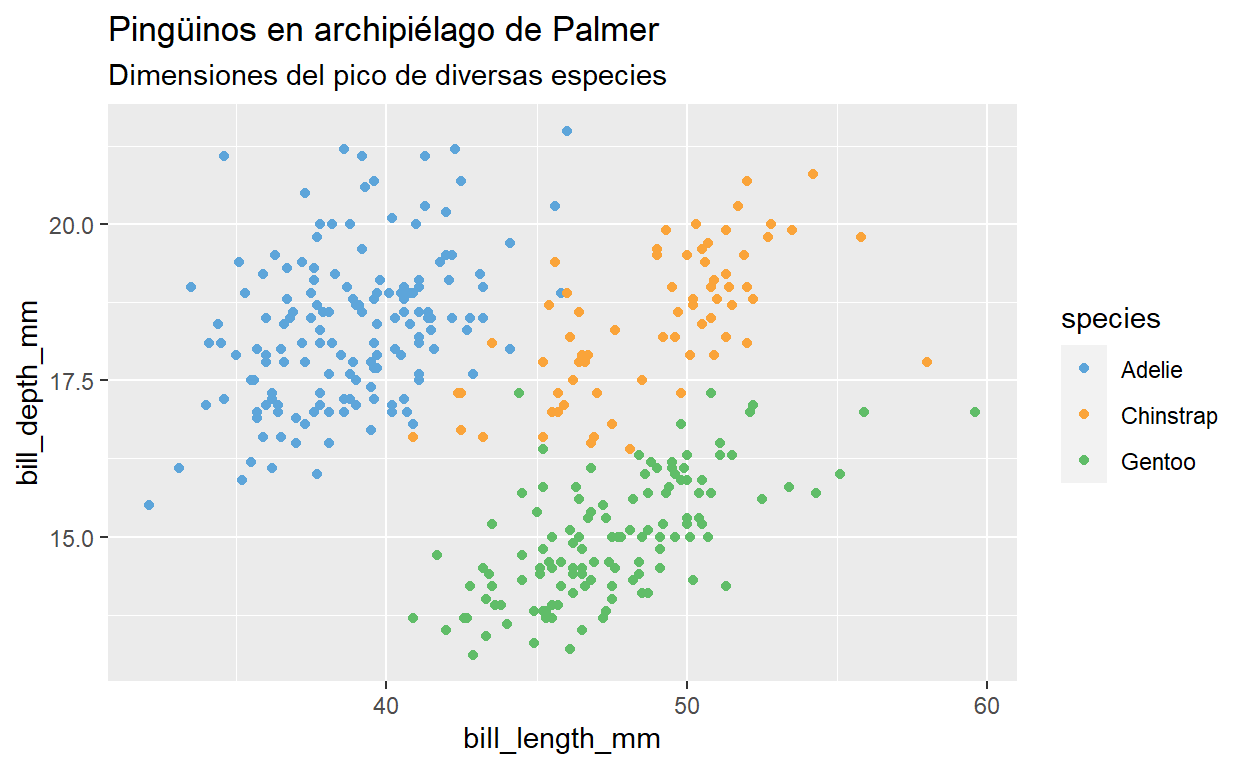 Pingüinos en archipiélago de Palmer
Dimensiones del pico de diversas especies
bill_depth_mm
20.0
17.5
15.0
40
50
60
bill_length_mm
species
Adelie
Chinstrap
Gentoo